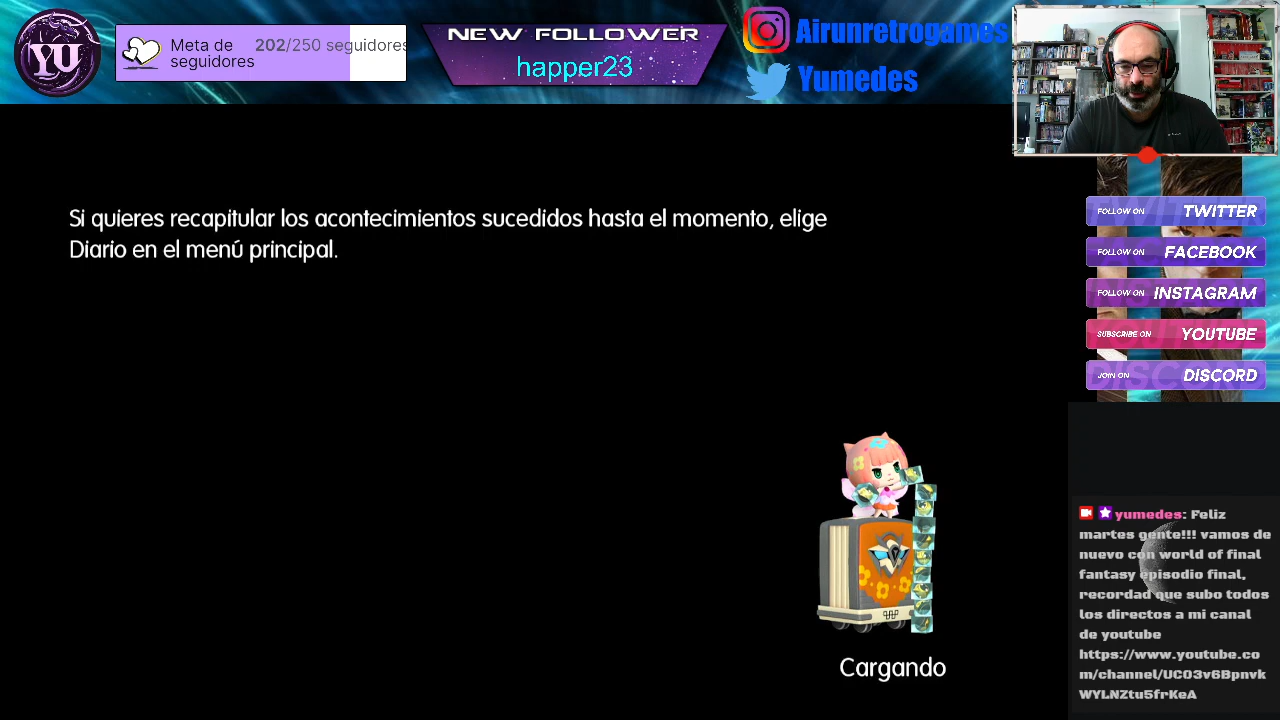 YU
Meta de seguidores
202/250 seguidores
NEW FOLLOWER
happer23
Airunretrogames
Yumedes
Si quieres recapitular los acontecimientos sucedidos hasta el momento, elige
Diario en el menú principal.
Cargando
FOLLOW ON TWITTER
FOLLOW ON FACEBOOK
FOLLOW ON INSTAGRAM
SUBSCRIBE ON YOUTUBE
JOIN ON DISCORD
yumedes: Feliz
martes gente!!! vamos de
nuevo con world of final
fantasy episodio final,
recordad que subo todos
los directos a mi canal
de youtube
https://www.youtube.co
m/channel/UC03v6Bpnvk
WYLNZtu5frKeA